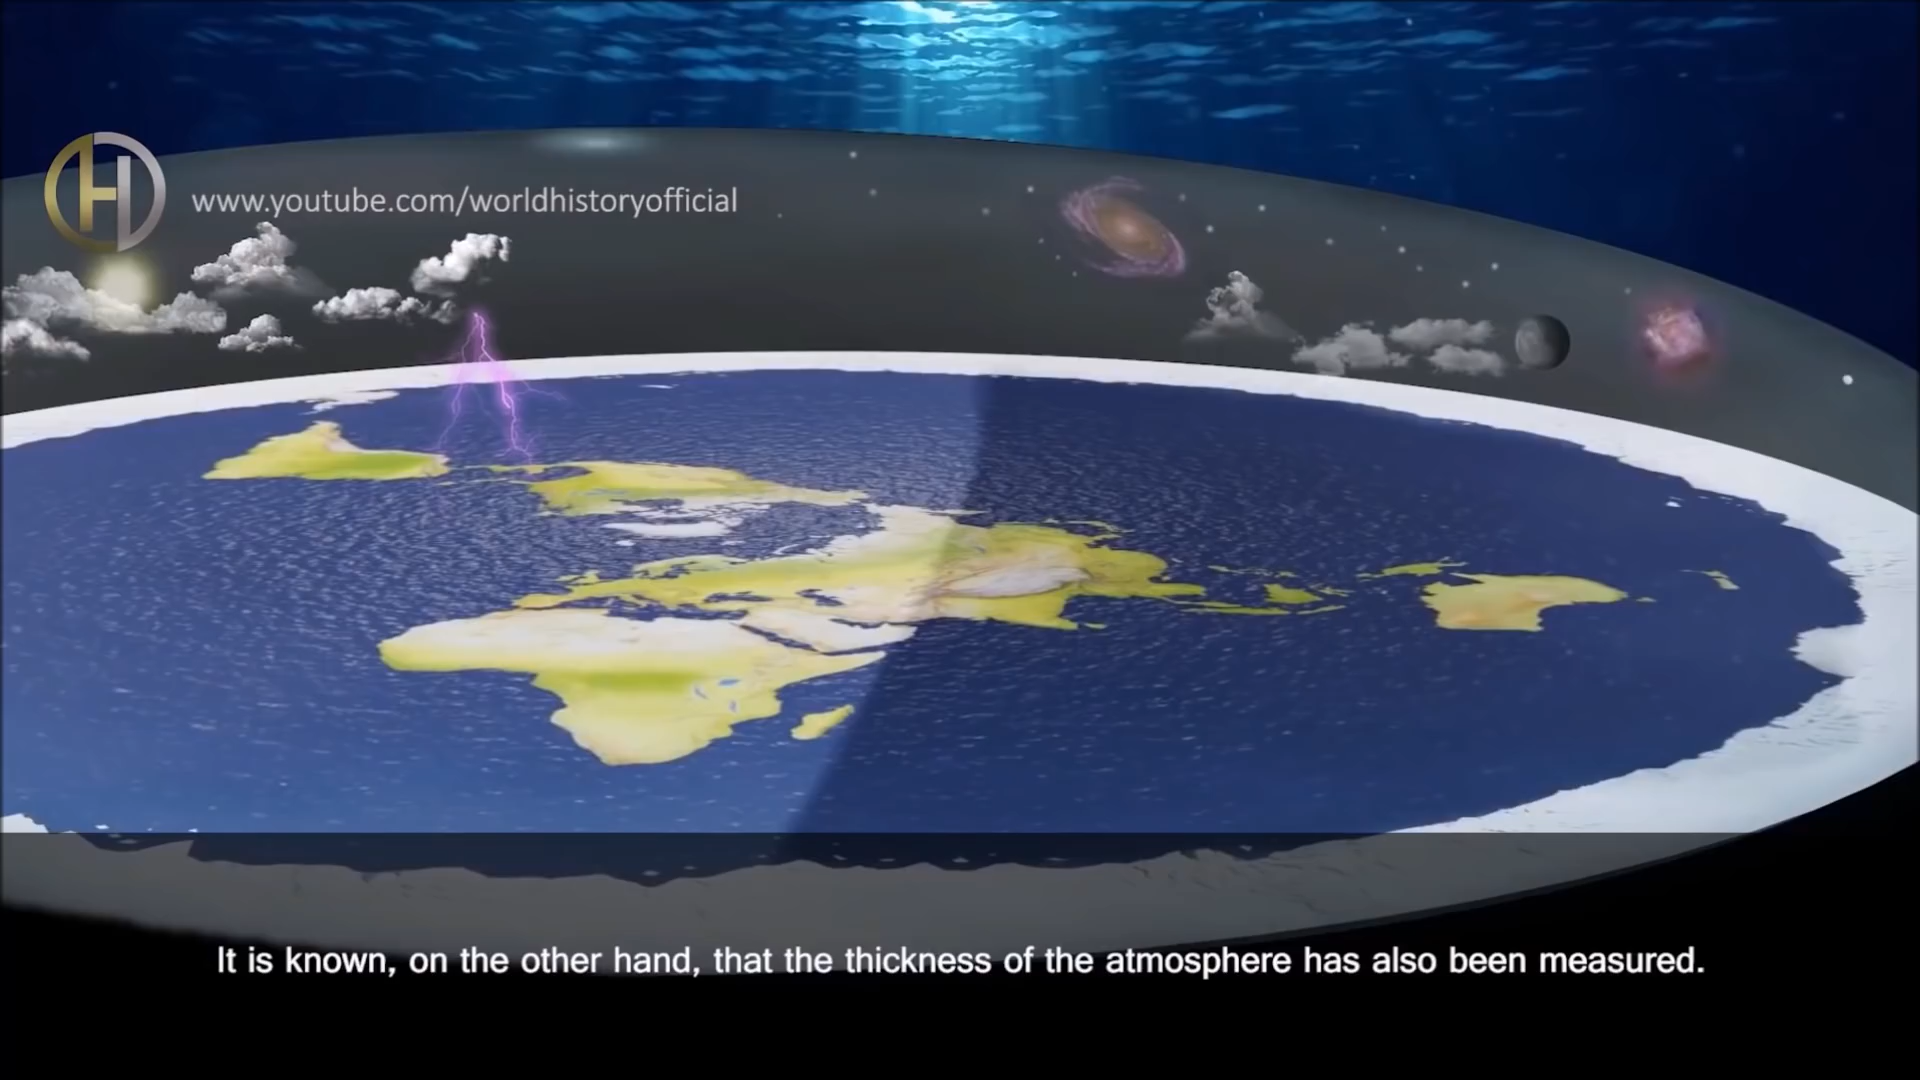 www.youtube.com/worldhistoryofficial
It is known, on the other hand, that the thickness of the atmosphere has also been measured.